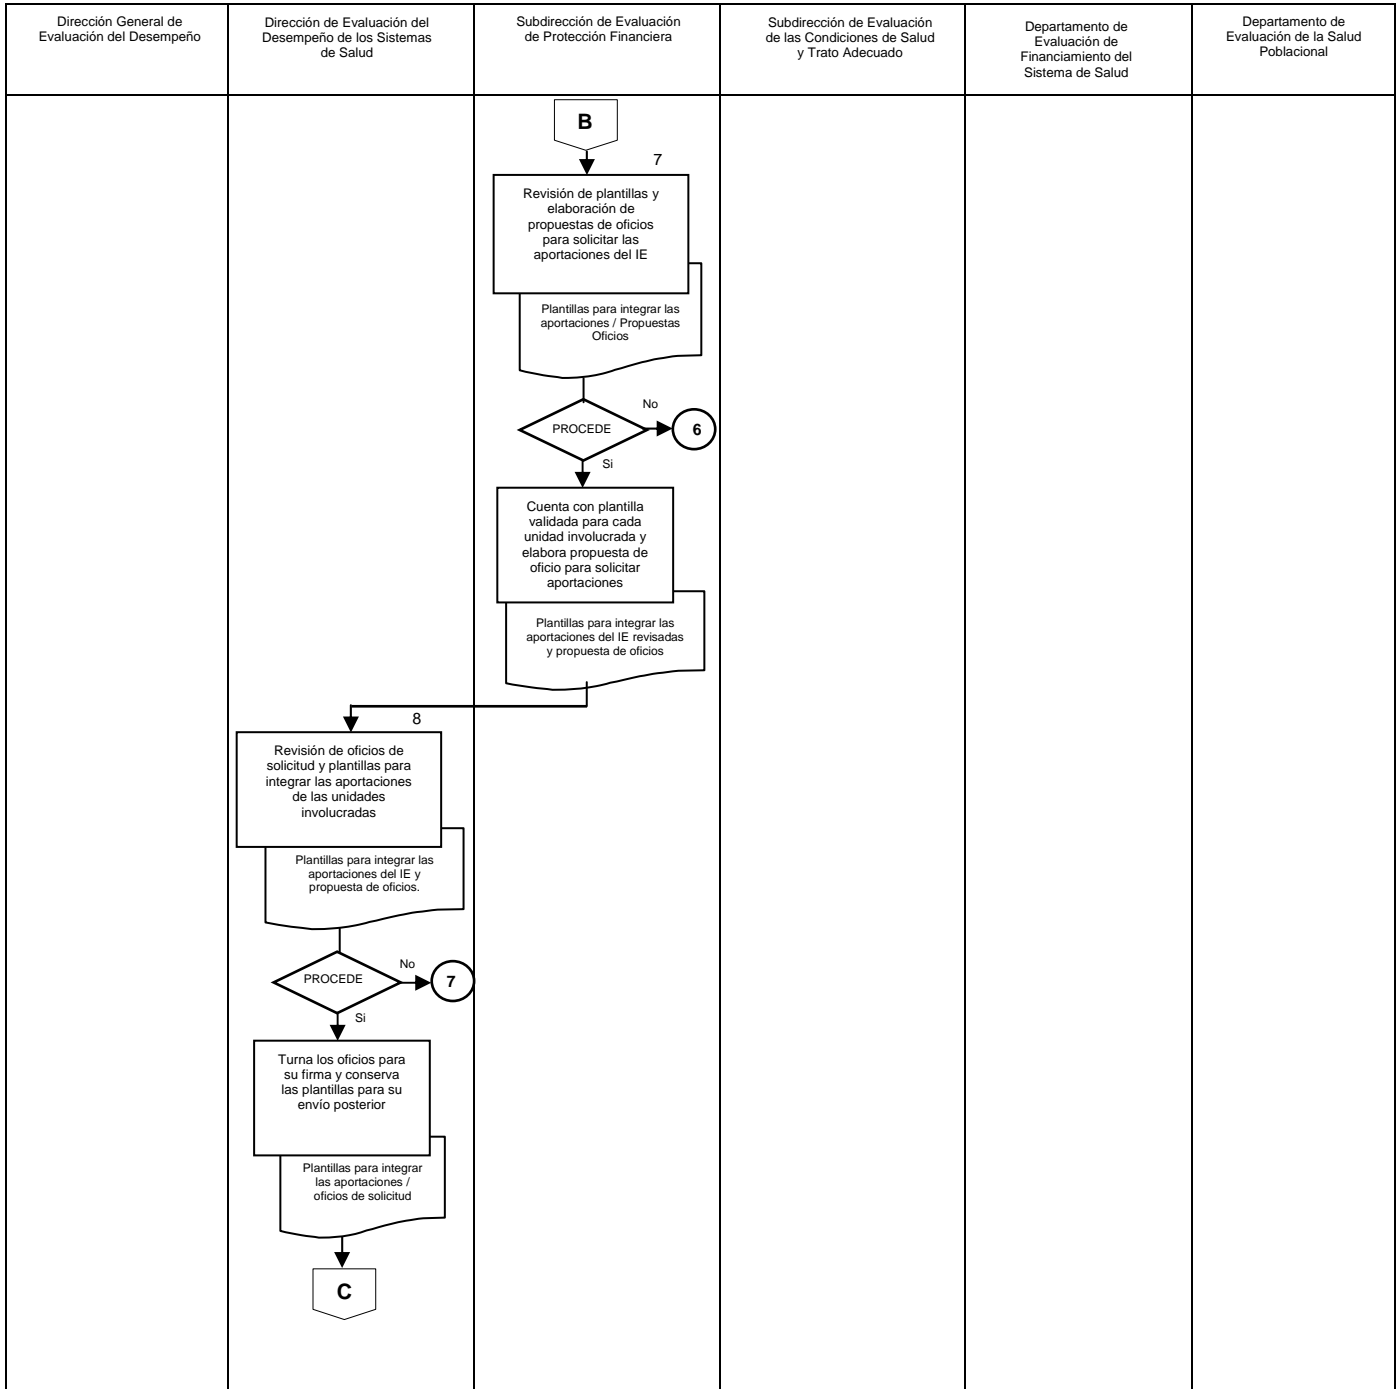 Dirección General de
Evaluación del Desempeño
Dirección de Evaluación del
Desempeño de los Sistemas
de Salud
Subdirección de Evaluación
de Protección Financiera
Subdirección de Evaluación
de las Condiciones de Salud
y Trato Adecuado
Departamento de
Evaluación de
Financiamiento del
Sistema de Salud
Departamento de
Evaluación de la Salud
Poblacional
B
7
Revisión de plantillas y
elaboración de
propuestas de oficios
para solicitar las
aportaciones del IE
Plantillas para integrar las
aportaciones / Propuestas
Oficios
PROCEDE
No
6
Si
Cuenta con plantilla
validada para cada
unidad involucrada y
elabora propuesta de
oficio para solicitar
aportaciones
Plantillas para integrar las
aportaciones del IE revisadas
y propuesta de oficios
8
Revisión de oficios de
solicitud y plantillas para
integrar las aportaciones
de las unidades
involucradas
Plantillas para integrar las
aportaciones del IE y
propuesta de oficios.
PROCEDE
No
7
Si
Turna los oficios para
su firma y conserva
las plantillas para su
envío posterior
Plantillas para integrar
las aportaciones /
oficios de solicitud
C